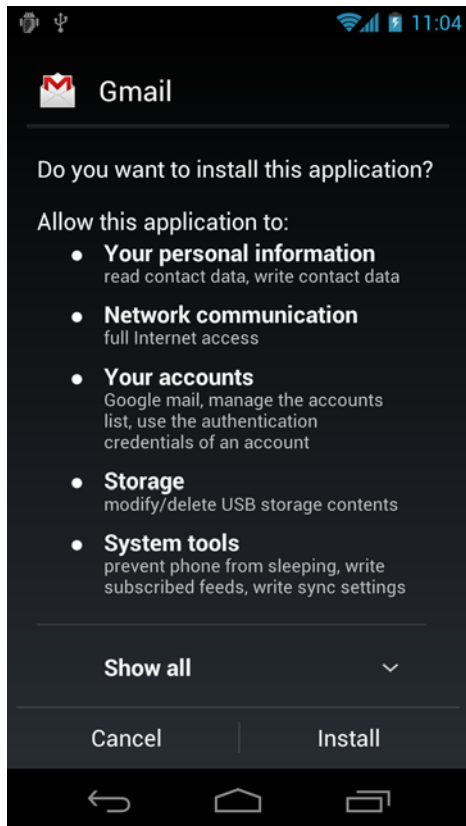 11:04
Gmail
Do you want to install this application?
Allow this application to:
● Your personal information
read contact data, write contact data
● Network communication
full Internet access
● Your accounts
Google mail, manage the accounts
list, use the authentication
credentials of an account
● Storage
modify/delete USB storage contents
● System tools
prevent phone from sleeping, write
subscribed feeds, write sync settings
Show all
Cancel Install